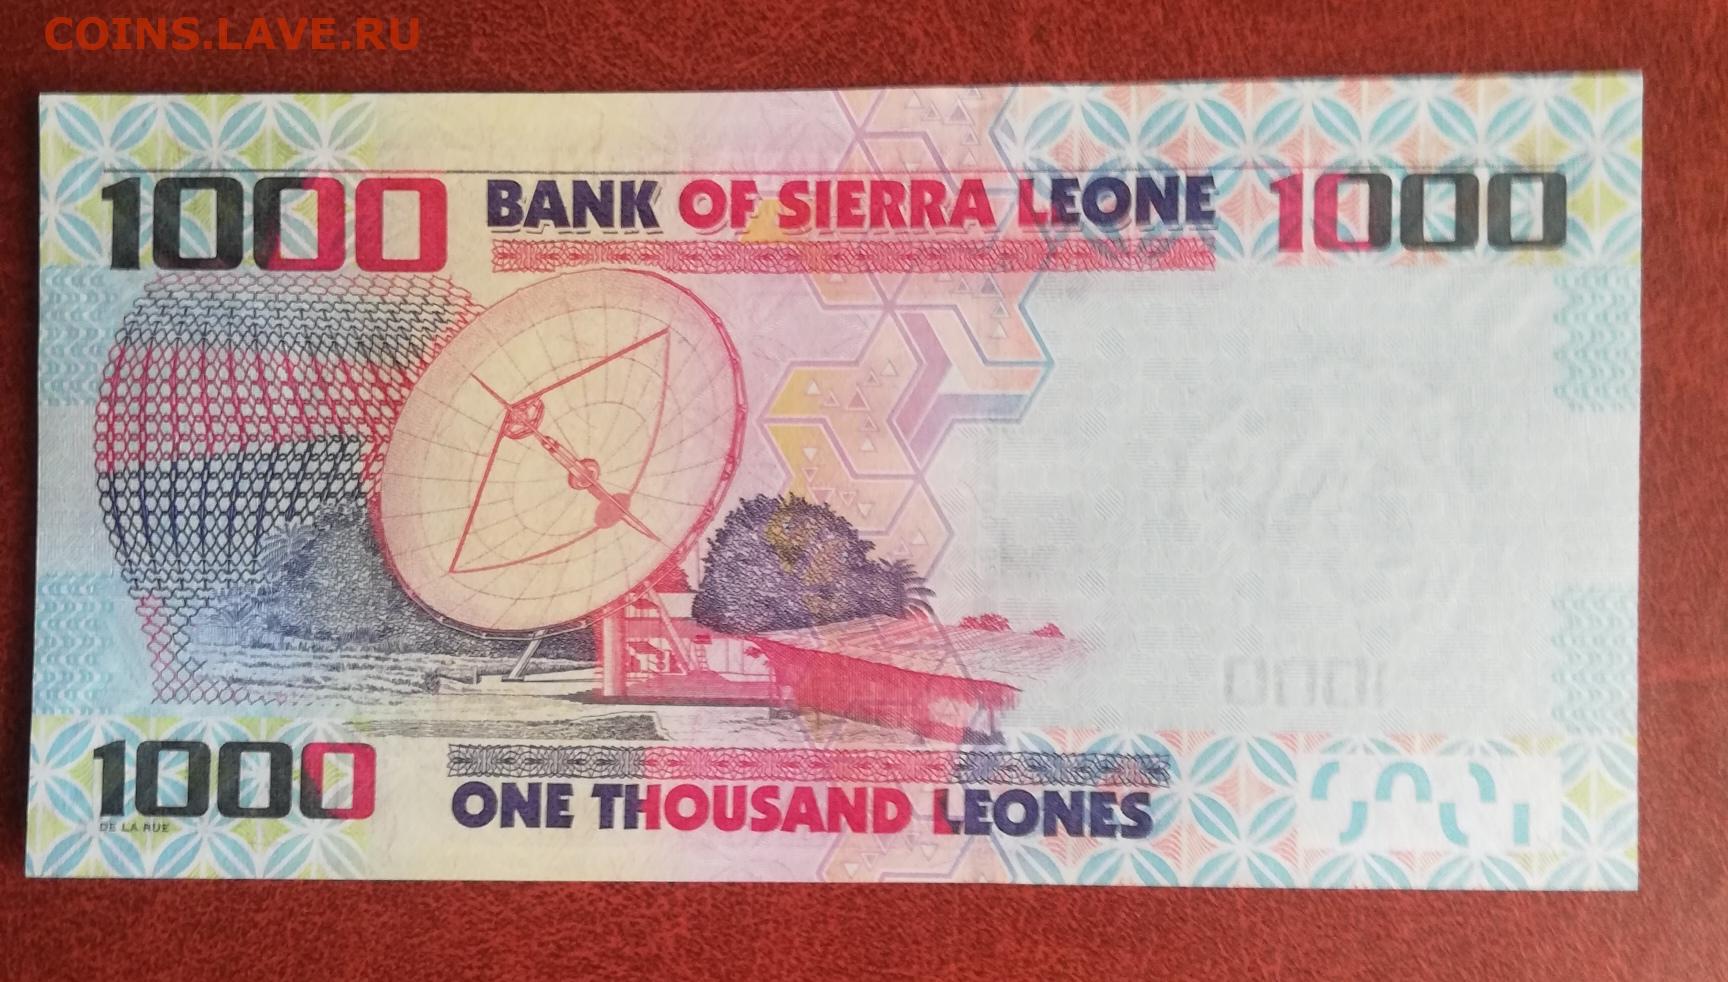 COINS.LAVE.RU
1000 BANK OF SIERRA LEONE 1000
1000
DE LA RUE
ONE THOUSAND LEONES